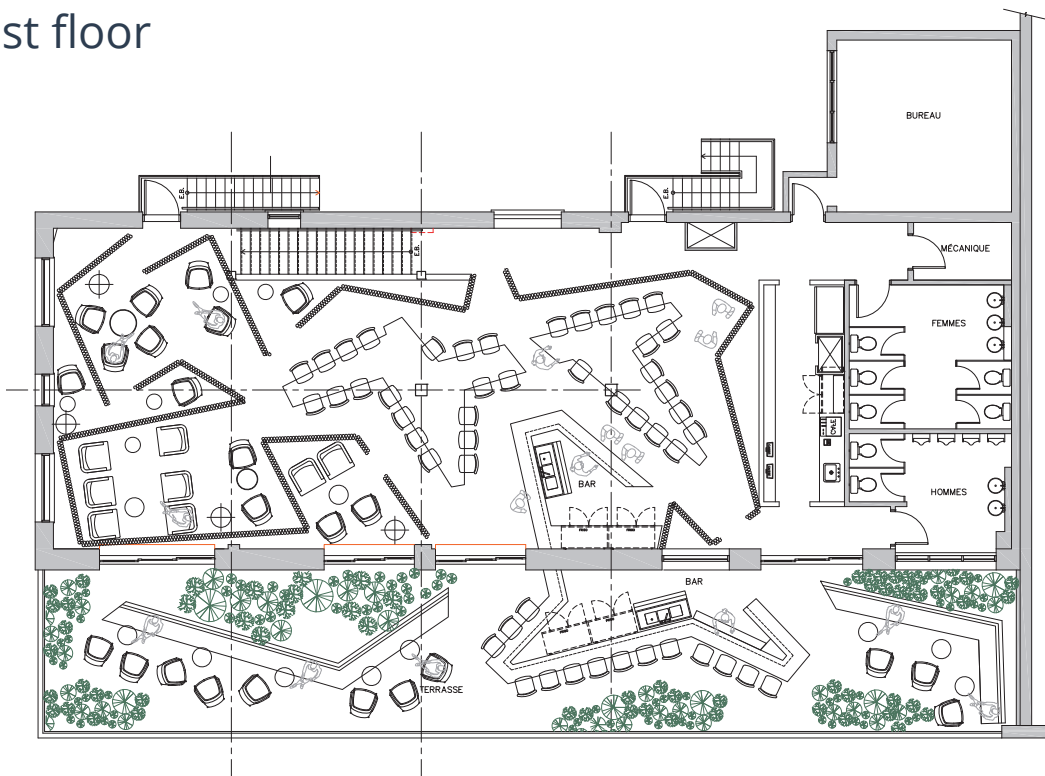 st floor
BUREAU
E.B.
E.B.
E.B.
MÉCANIQUE
FEMMES
BAR
HOMMES
BAR
TERRASSE